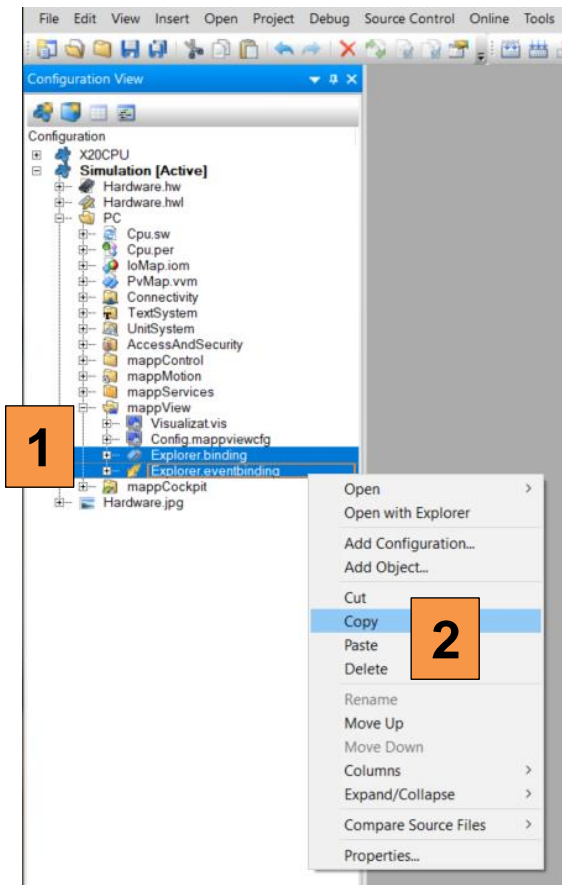 File Edit View Insert Open Project Debug Source Control Online Tools
Configuration View
Configuration
X20CPU
Simulation [Active]
Hardware.hw
Hardware.hwl
PC
Cpu.sw
Cpu.per
IoMap.iom
PvMap.vvm
Connectivity
TextSystem
UnitSystem
AccessAndSecurity
mappControl
mappMotion
mappServices
mappView
Visualizat.vis
Config.mappviewcfg
Explorer.binding
Explorer.eventbinding
mappCockpit
Hardware.jpg
1
Open
Open with Explorer
Add Configuration...
Add Object...
Cut
Copy
Paste
Delete
Rename
Move Up
Move Down
Columns
Expand/Collapse
Compare Source Files
Properties...
2